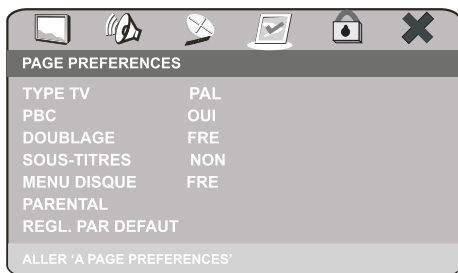 PAGE PREFERENCES
TYPE TV PAL
PBC OUI
DOUBLAGE FRE
SOUS-TITRES NON
MENU DISQUE FRE
PARENTAL
REGL. PAR DEFAUT
ALLER ‘A PAGE PREFERENCES’